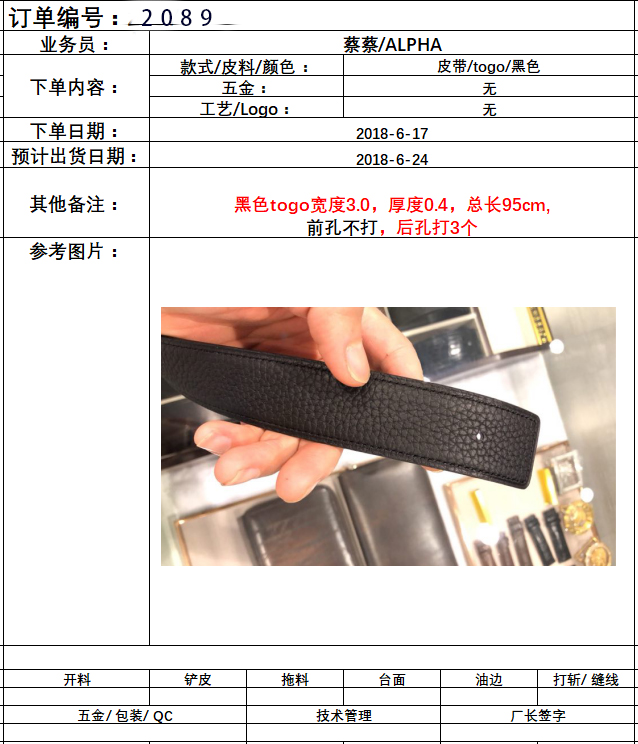 订单编号：2089
业务员： 蔡蔡/ALPHA
下单内容：
款式/皮料/颜色： 皮带/togo/黑色
五金： 无
工艺/Logo： 无
下单日期： 2018-6-17
预计出货日期： 2018-6-24
其他备注：
黑色togo宽度3.0，厚度0.4，总长95cm,
前孔不打，后孔打3个
参考图片：
开料 铲皮 拖料 台面 油边 打斩/ 缝线
五金/ 包装/ QC 技术管理 厂长签字